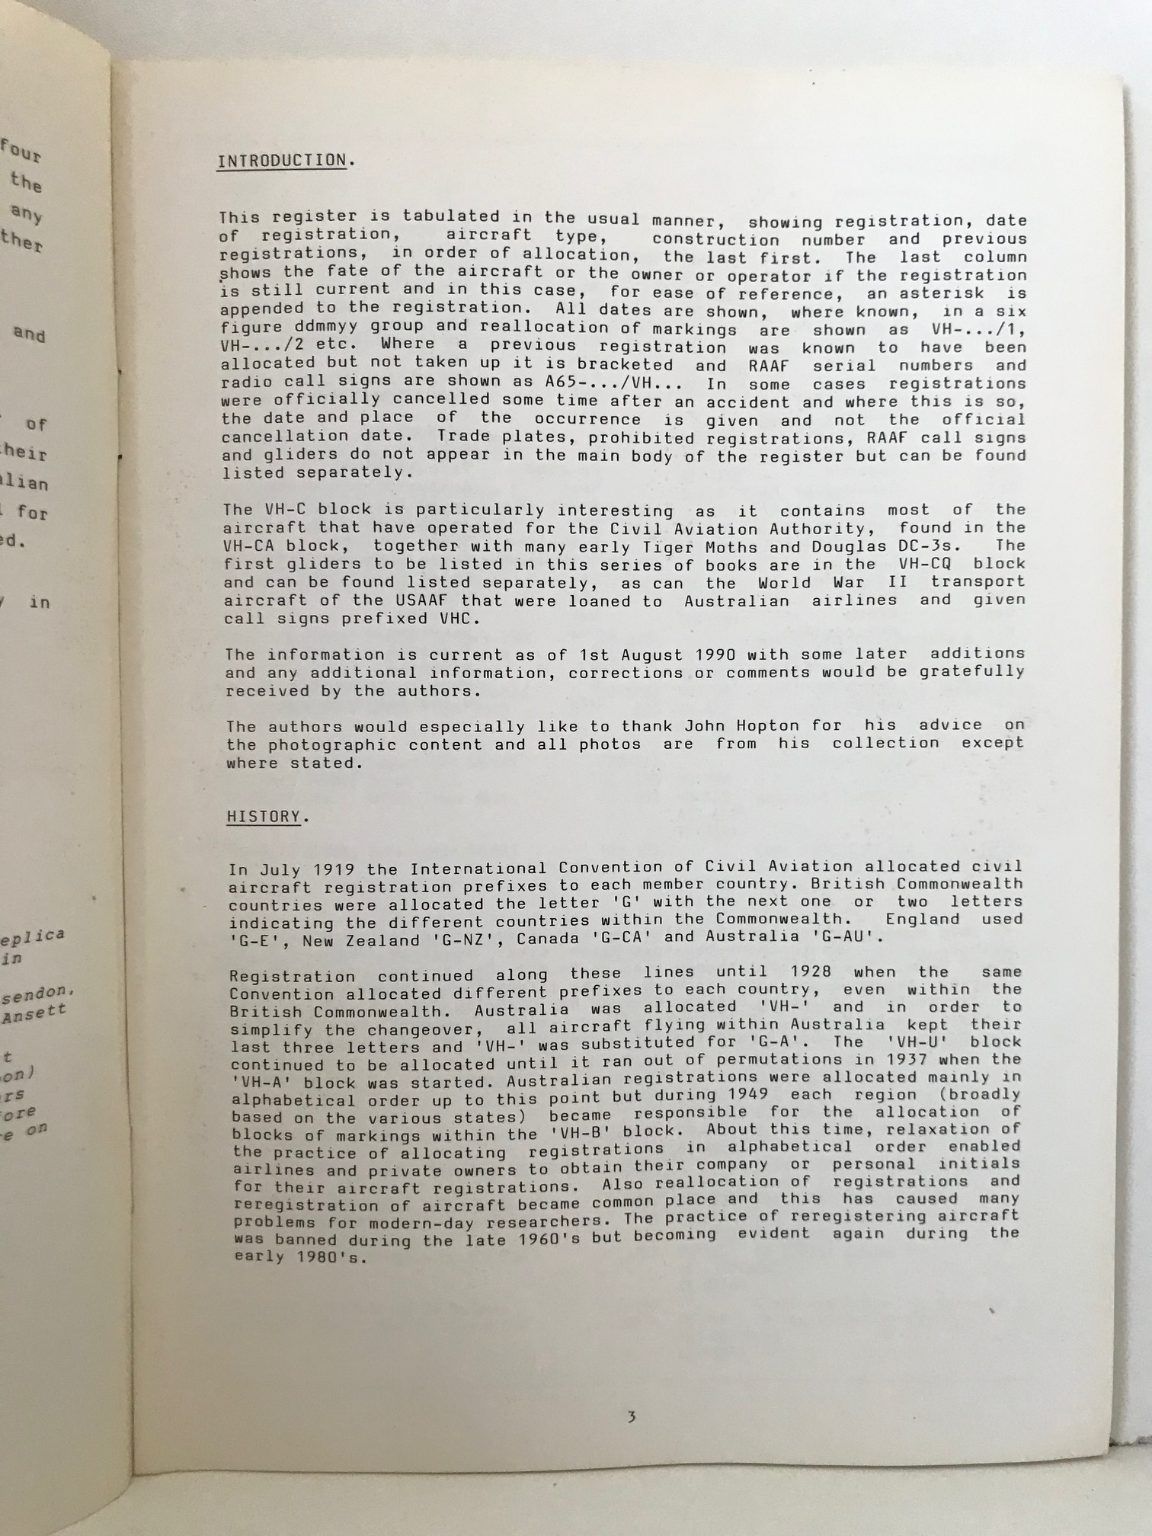 four
the
any
ther
and
of
their
alian
for
ed.
in
eplica
in
sendon,
Ansett
t
on)
rs
ore
e on
INTRODUCTION.
This register is tabulated in the usual manner, showing registration, date
of registration, aircraft type, construction number and previous
registrations, in order of allocation, the last first. The last column
shows the fate of the aircraft or the owner or operator if the registration
is still current and in this case, for ease of reference, an asterisk is
appended to the registration. All dates are shown, where known, in a six
figure ddmmyy group and reallocation of markings are shown as VH-.../1,
VH-.../2 etc. Where a previous registration was known to have been
allocated but not taken up it is bracketed and RAAF serial numbers and
radio call signs are shown as A65-.../VH... In some cases registrations
were officially cancelled some time after an accident and where this is so,
the date and place of the occurrence is given and not the official
cancellation date. Trade plates, prohibited registrations, RAAF call signs
and gliders do not appear in the main body of the register but can be found
listed separately.
The VH-C block is particularly interesting as it contains most of the
aircraft that have operated for the Civil Aviation Authority, found in the
VH-CA block, together with many early Tiger Moths and Douglas DC-3s. The
first gliders to be listed in this series of books are in the VH-CQ block
and can be found listed separately, as can the World War II transport
aircraft of the USAAF that were loaned to Australian airlines and given
call signs prefixed VHC.
The information is current as of 1st August 1990 with some later additions
and any additional information, corrections or comments would be gratefully
received by the authors.
The authors would especially like to thank John Hopton for his advice on
the photographic content and all photos are from his collection except
where stated.
HISTORY.
In July 1919 the International Convention of Civil Aviation allocated civil
aircraft registration prefixes to each member country. British Commonwealth
countries were allocated the letter 'G' with the next one or two letters
indicating the different countries within the Commonwealth. England used
'G-E', New Zealand 'G-NZ', Canada 'G-CA' and Australia 'G-AU'.
Registration continued along these lines until 1928 when the same
Convention allocated different prefixes to each country, even within the
British Commonwealth. Australia was allocated 'VH-' and in order to
simplify the changeover, all aircraft flying within Australia kept their
last three letters and 'VH-' was substituted for 'G-A'. The 'VH-U' block
continued to be allocated until it ran out of permutations in 1937 when the
'VH-A' block was started. Australian registrations were allocated mainly in
alphabetical order up to this point but during 1949 each region (broadly
based on the various states) became responsible for the allocation of
blocks of markings within the 'VH-B' block. About this time, relaxation of
the practice of allocating registrations in alphabetical order enabled
airlines and private owners to obtain their company or personal initials
for their aircraft registrations. Also reallocation of registrations and
reregistration of aircraft became common place and this has caused many
problems for modern-day researchers. The practice of reregistering aircraft
was banned during the late 1960's but becoming evident again during the
early 1980's.
3